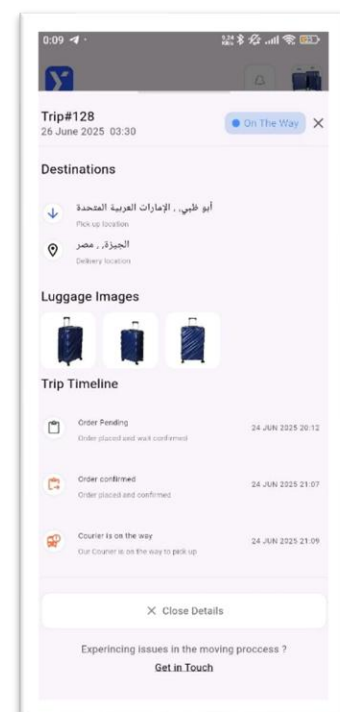 0:09
Trip#128
On The Way
26 June 2025 03:30
Destinations
أبو ظبي, , الإمارات العربية المتحدة
Pick up location
الجيزة, , مصر
Delivery location
Luggage Images
Trip Timeline
Order Pending
24 JUN 2025 20:12
Order placed and wait confirmed
Order confirmed
24 JUN 2025 21:07
Order placed and confirmed
Courier is on the way
24 JUN 2025 21:09
Our Courier is on the way to pick up
Close Details
Experincing issues in the moving proccess ?
Get in Touch